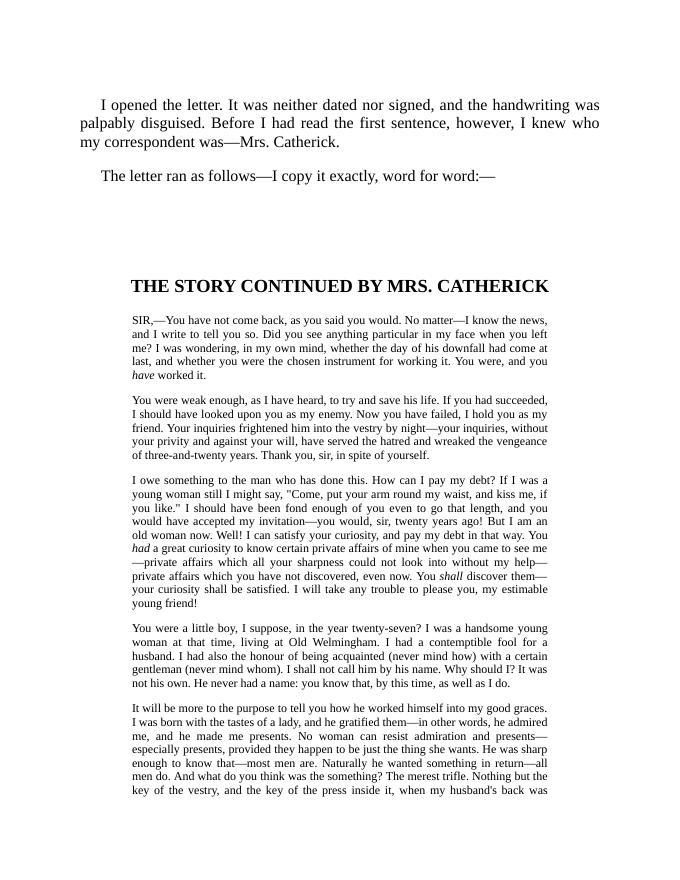 I opened the letter. It was neither dated nor signed, and the handwriting was
palpably disguised. Before I had read the first sentence, however, I knew who
my correspondent was—Mrs. Catherick.
The letter ran as follows—I copy it exactly, word for word:—
THE STORY CONTINUED BY MRS. CATHERICK
SIR,—You have not come back, as you said you would. No matter—I know the news,
and I write to tell you so. Did you see anything particular in my face when you left
me? I was wondering, in my own mind, whether the day of his downfall had come at
last, and whether you were the chosen instrument for working it. You were, and you
have worked it.
You were weak enough, as I have heard, to try and save his life. If you had succeeded,
I should have looked upon you as my enemy. Now you have failed, I hold you as my
friend. Your inquiries frightened him into the vestry by night—your inquiries, without
your privity and against your will, have served the hatred and wreaked the vengeance
of three-and-twenty years. Thank you, sir, in spite of yourself.
I owe something to the man who has done this. How can I pay my debt? If I was a
young woman still I might say, "Come, put your arm round my waist, and kiss me, if
you like." I should have been fond enough of you even to go that length, and you
would have accepted my invitation—you would, sir, twenty years ago! But I am an
old woman now. Well! I can satisfy your curiosity, and pay my debt in that way. You
had a great curiosity to know certain private affairs of mine when you came to see me
—private affairs which all your sharpness could not look into without my help—
private affairs which you have not discovered, even now. You shall discover them—
your curiosity shall be satisfied. I will take any trouble to please you, my estimable
young friend!
You were a little boy, I suppose, in the year twenty-seven? I was a handsome young
woman at that time, living at Old Welmingham. I had a contemptible fool for a
husband. I had also the honour of being acquainted (never mind how) with a certain
gentleman (never mind whom). I shall not call him by his name. Why should I? It was
not his own. He never had a name: you know that, by this time, as well as I do.
It will be more to the purpose to tell you how he worked himself into my good graces.
I was born with the tastes of a lady, and he gratified them—in other words, he admired
me, and he made me presents. No woman can resist admiration and presents—
especially presents, provided they happen to be just the thing she wants. He was sharp
enough to know that—most men are. Naturally he wanted something in return—all
men do. And what do you think was the something? The merest trifle. Nothing but the
key of the vestry, and the key of the press inside it, when my husband's back was